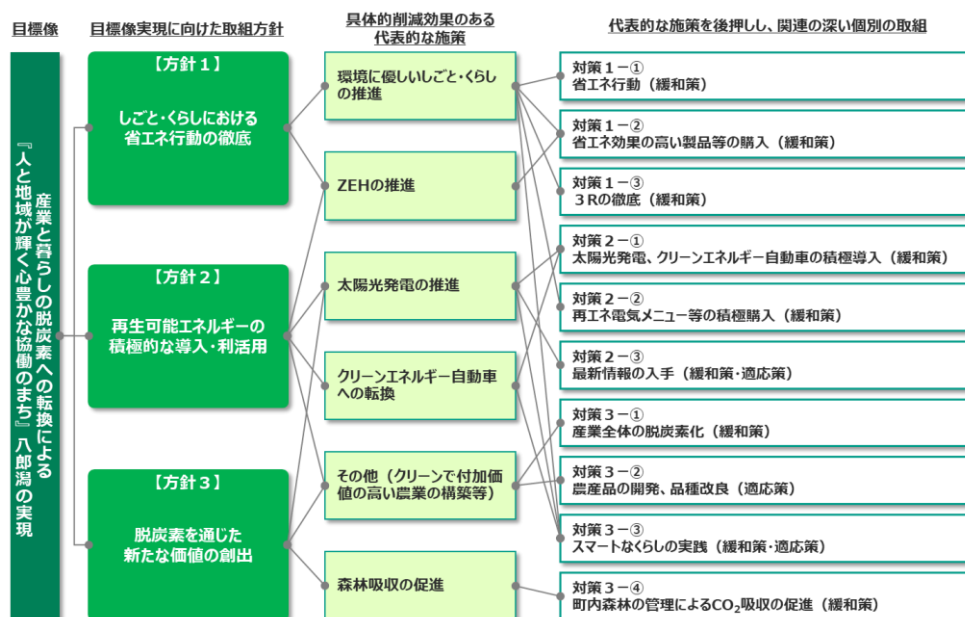 目標像
目標像実現に向けた取組方針
具体的削減効果のある
代表的な施策
代表的な施策を後押しし、関連の深い個別の取組
産業と暮らしの脱炭素への転換による
『人と地域が輝く心豊かな協働のまち』八郎潟の実現
【方針1】
しごと・くらしにおける
省エネ行動の徹底
【方針2】
再生可能エネルギーの
積極的な導入・利活用
【方針3】
脱炭素を通じた
新たな価値の創出
環境に優しいしごと・くらし
の推進
ZEHの推進
太陽光発電の推進
クリーンエネルギー自動車
への転換
その他（クリーンで付加価
値の高い農業の構築等）
森林吸収の促進
対策1－①
省エネ行動（緩和策）
対策1－②
省エネ効果の高い製品等の購入（緩和策）
対策1－③
3Rの徹底（緩和策）
対策2－①
太陽光発電、クリーンエネルギー自動車の積極導入（緩和策）
対策2－②
再エネ電気メニュー等の積極購入（緩和策）
対策2－③
最新情報の入手（緩和策・適応策）
対策3－①
産業全体の脱炭素化（緩和策）
対策3－②
農産品の開発、品種改良（適応策）
対策3－③
スマートなくらしの実践（緩和策・適応策）
対策3－④
町内森林の管理によるCO₂吸収の促進（緩和策）